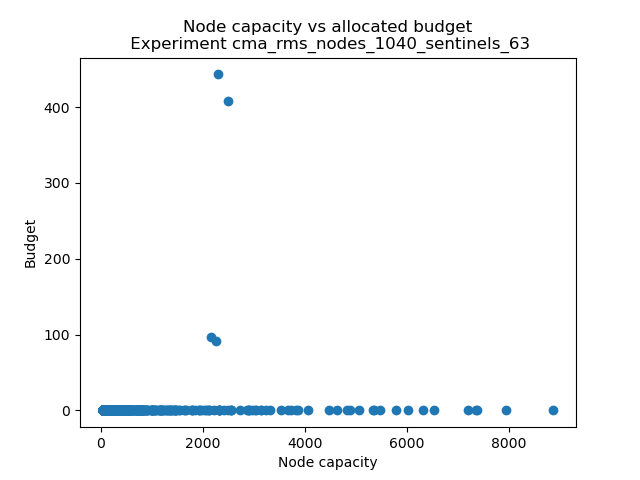 Node capacity vs allocated budget
Experiment cma_rms_nodes_1040_sentinels_63
400
300
200
100
0
Budget
0 2000 4000 6000 8000
Node capacity